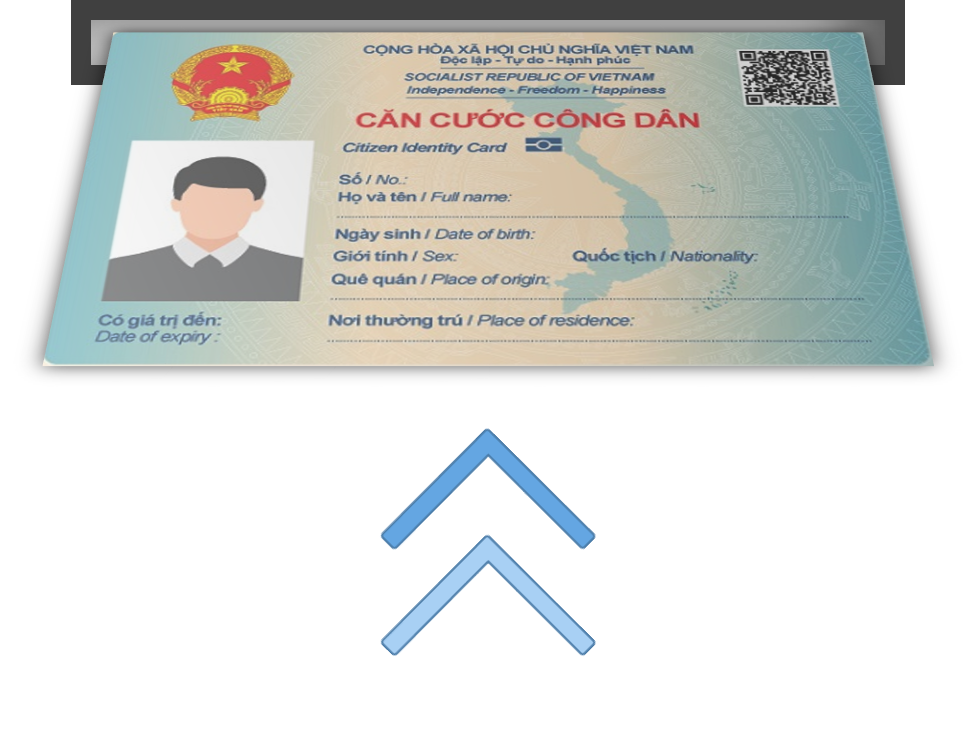 CỘNG HÒA XÃ HỘI CHỦ NGHĨA VIỆT NAM
Độc lập - Tự do - Hạnh phúc
SOCIALIST REPUBLIC OF VIETNAM
Independence - Freedom - Happiness
CĂN CƯỚC CÔNG DÂN
Citizen Identity Card
Số / No.:
Họ và tên / Full name:
Ngày sinh / Date of birth:
Giới tính / Sex: Quốc tịch / Nationality:
Quê quán / Place of origin:
Có giá trị đến: Nơi thường trú / Place of residence:
Date of expiry :